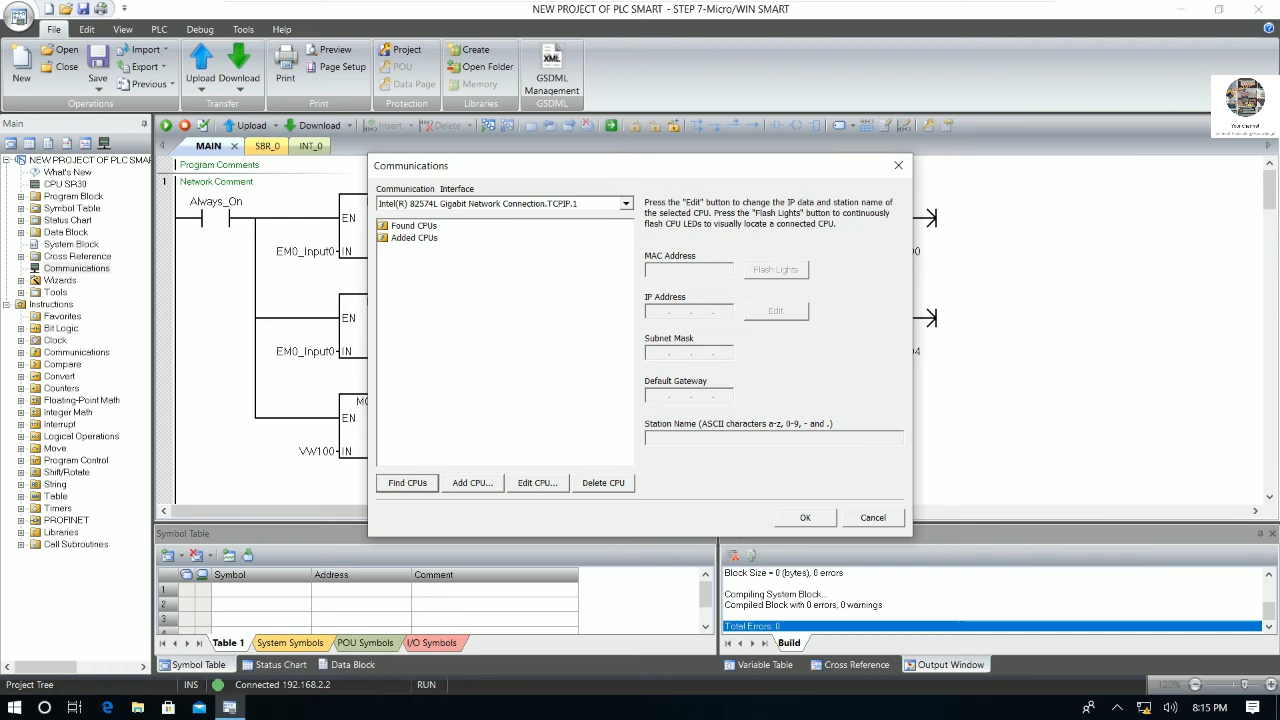 NEW PROJECT OF PLC SMART - STEP 7-Micro/WIN SMART
File Edit View PLC Debug Tools Help
New
Open
Close
Save
Import
Export
Previous
Operations
Upload Download
Transfer
Print
Preview
Page Setup
Print
Project
POU
Data Page
Protection
Create
Open Folder
Memory
Libraries
XML
GSDML
Management
GSDML
Your channel
General Technology Knowledge
Main
Upload Download Insert Delete
MAIN SBR_0 INT_0
NEW PROJECT OF PLC SMAR
What's New
CPU SR30
Program Block
Symbol Table
Status Chart
Data Block
System Block
Cross Reference
Communications
Wizards
Tools
Instructions
Favorites
Bit Logic
Clock
Communications
Compare
Convert
Counters
Floating-Point Math
Integer Math
Interrupt
Logical Operations
Move
Program Control
Shift/Rotate
String
Table
Timers
PROFINET
Libraries
Call Subroutines
Program Comments
1 Network Comment
Always_On
EN
EM0_Input0 IN
EN
EM0_Input0 IN
EN
VW100 IN
Communications
Communication Interface
Intel(R) 82574L Gigabit Network Connection.TCPIP.1
Found CPUs
Added CPUs
Find CPUs Add CPU... Edit CPU... Delete CPU
Press the "Edit" button to change the IP data and station name
of the selected CPU. Press the "Flash Lights" button to continuously
flash CPU LEDs to visually locate a connected CPU.
MAC Address
Flash Lights
IP Address
Edit
Subnet Mask
Default Gateway
Station Name (ASCII characters a-z, 0-9, - and .)
OK Cancel
Symbol Table
Symbol Address Comment
1
2
3
Table 1 System Symbols POU Symbols I/O Symbols
Symbol Table Status Chart Data Block
Block Size = 0 (bytes), 0 errors
Compiling System Block...
Compiled Block with 0 errors, 0 warnings
Total Errors: 0
Build
Variable Table Cross Reference Output Window
Project Tree INS Connected 192.168.2.2 RUN 120%
8:15 PM